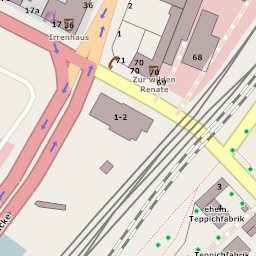 17a
36
17
36
Irrenhaus
1
1
71
70
70
68
Zur wilden
Renate
69
1-2
3
ehem.
Teppichfabrik
Teppichfabrik